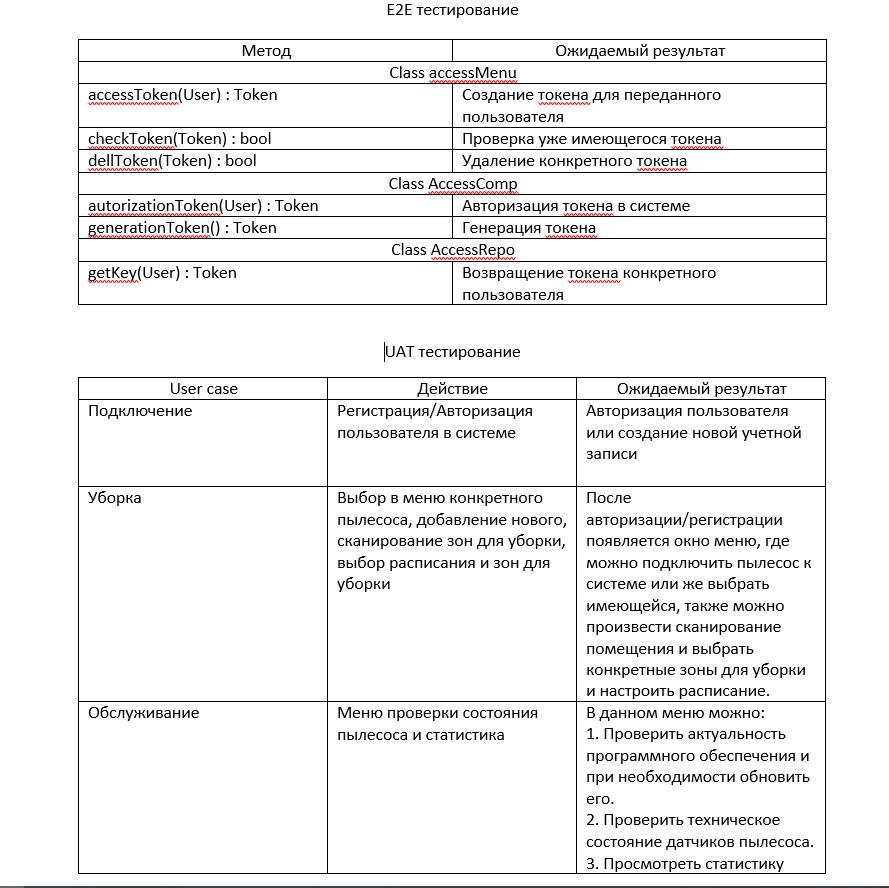 E2E тестирование
Метод
Ожидаемый результат
Class accessMenu
accessToken(User) : Token
Создание токена для переданного
пользователя
checkToken(Token) : bool
Проверка уже имеющегося токена
dellToken(Token) : bool
Удаление конкретного токена
Class AccessComp
autorizationToken(User) : Token
Авторизация токена в системе
generationToken() : Token
Генерация токена
Class AccessRepo
getKey(User) : Token
Возвращение токена конкретного
пользователя
UAT тестирование
User case
Действие
Ожидаемый результат
Подключение
Регистрация/Авторизация
пользователя в системе
Авторизация пользователя
или создание новой учетной
записи
Уборка
Выбор в меню конкретного
пылесоса, добавление нового,
сканирование зон для уборки,
выбор расписания и зон для
уборки
После
авторизации/регистрации
появляется окно меню, где
можно подключить пылесос к
системе или же выбрать
имеющейся, также можно
произвести сканирование
помещения и выбрать
конкретные зоны для уборки
и настроить расписание.
Обслуживание
Меню проверки состояния
пылесоса и статистика
В данном меню можно:
1. Проверить актуальность
программного обеспечения и
при необходимости обновить
его.
2. Проверить техническое
состояние датчиков пылесоса.
3. Просмотреть статистику